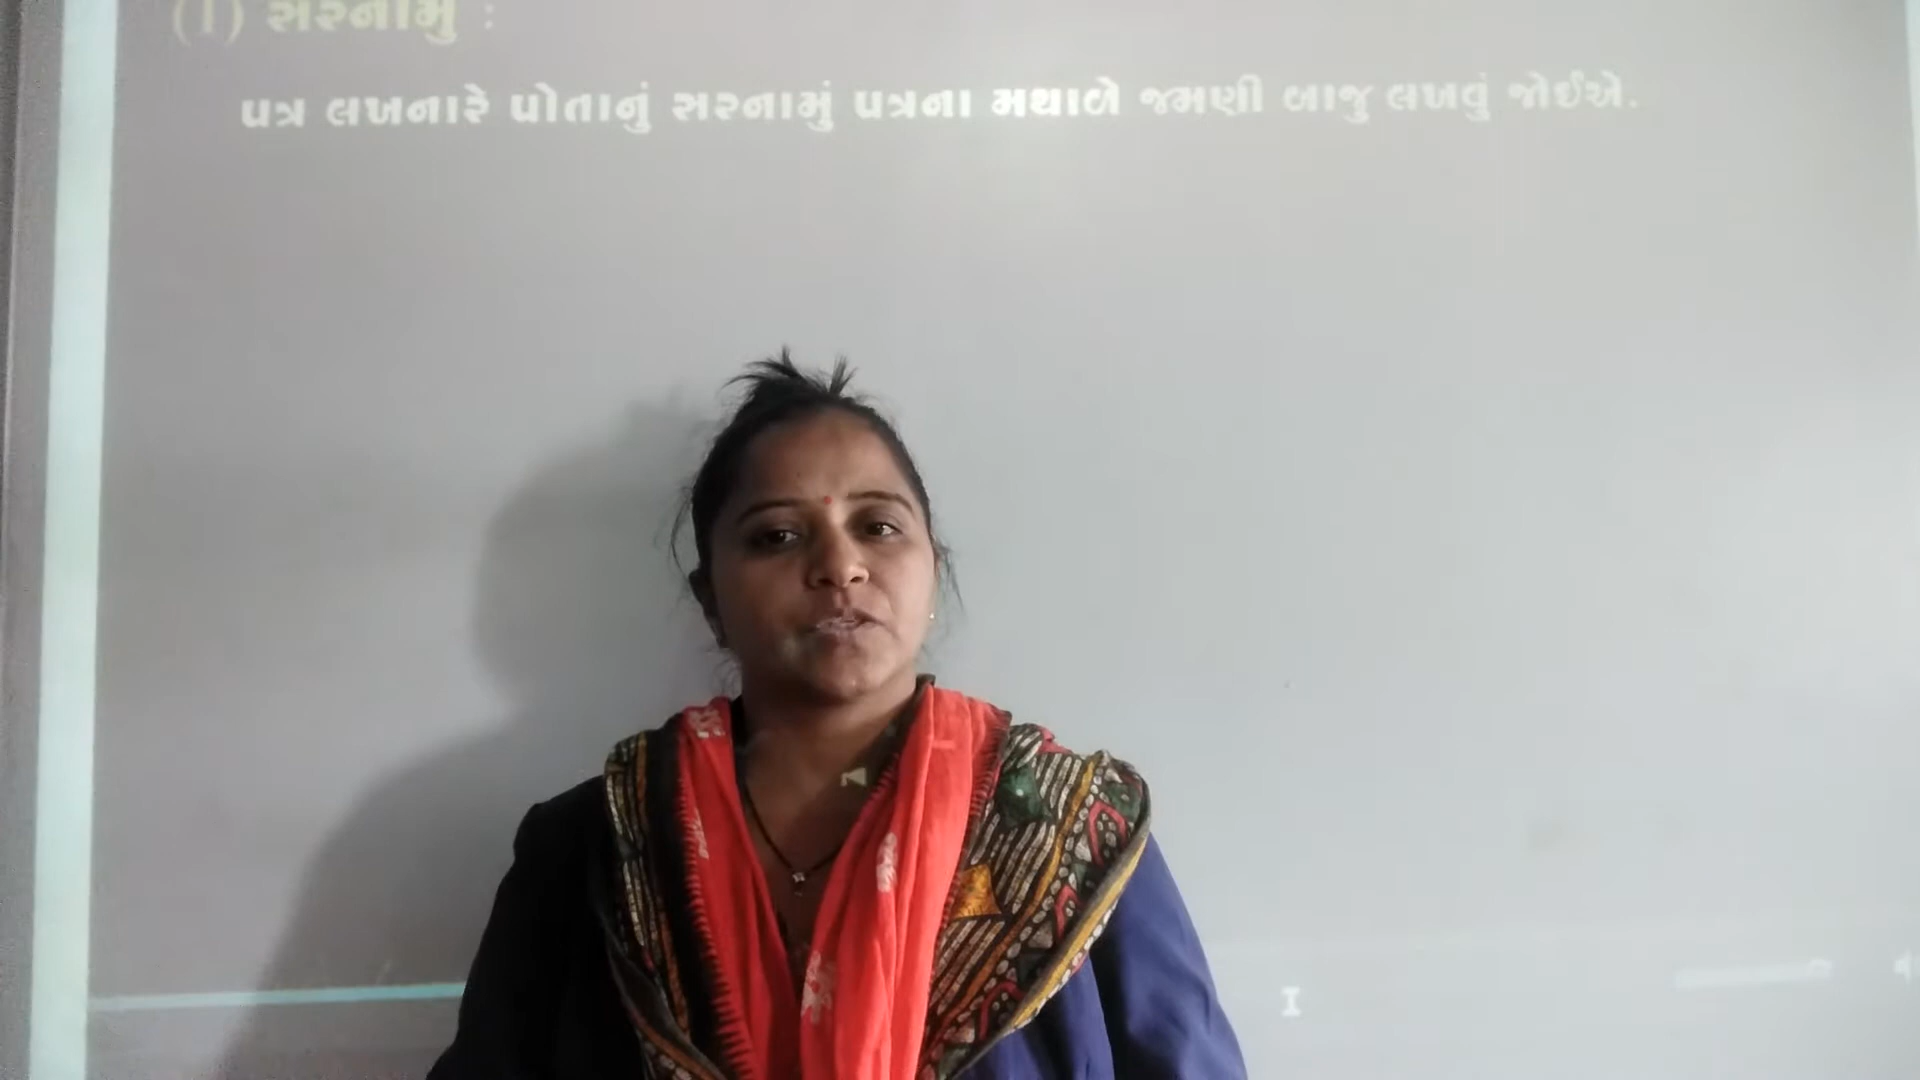 (1) સરનામું :
પત્ર લખનારે પોતાનું સરનામું પત્રના મથાળે જમણી બાજુ લખવું જોઈએ.